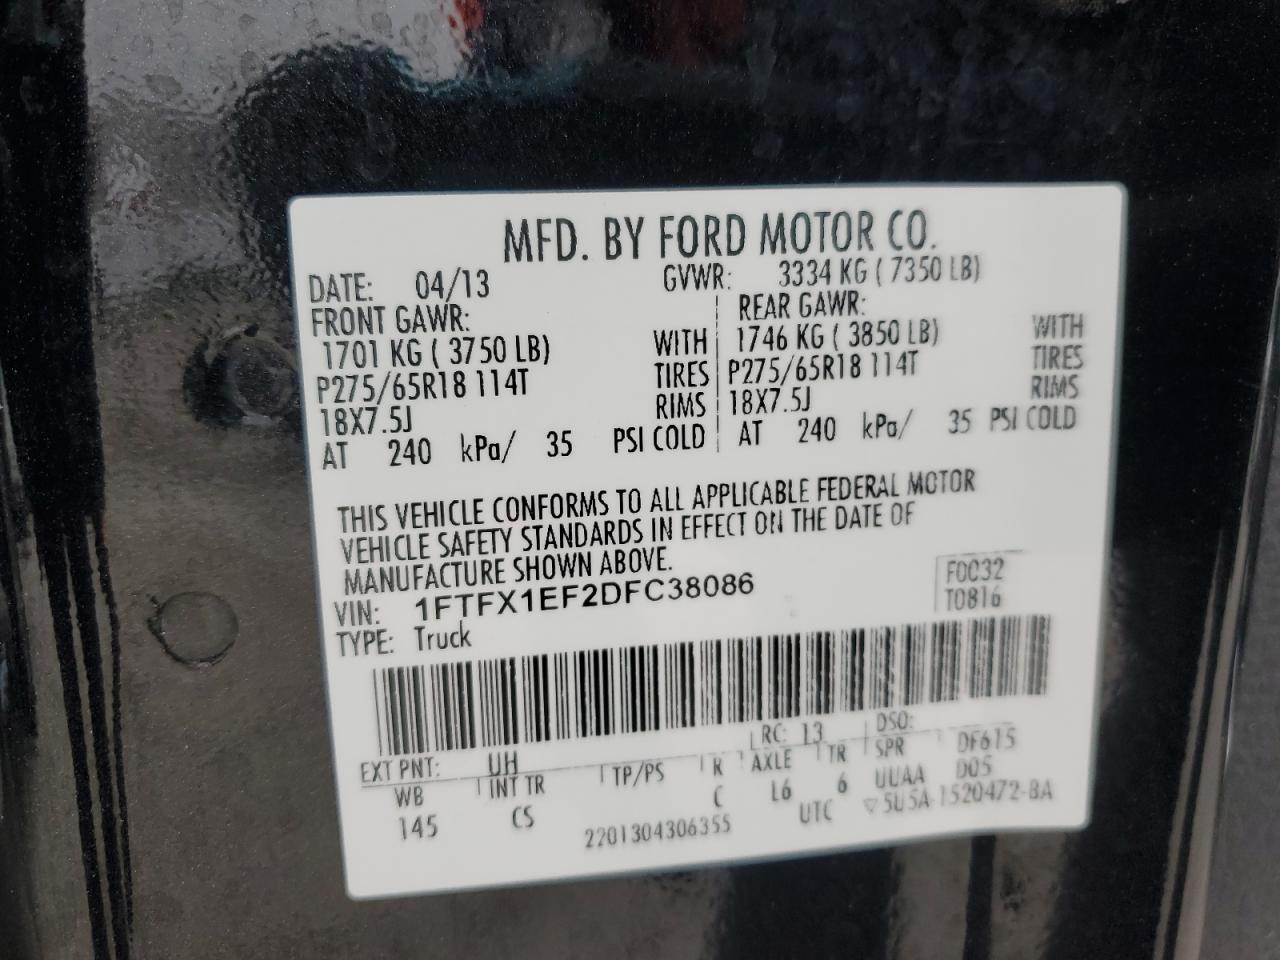 MFD. BY FORD MOTOR CO.
DATE: 04/13 GVWR: 3334 KG ( 7350 LB)
FRONT GAWR: REAR GAWR:
1701 KG ( 3750 LB) WITH 1746 KG ( 3850 LB) WITH
P275/65R18 114T TIRES P275/65R18 114T TIRES
18X7.5J RIMS 18X7.5J RIMS
AT 240 kPa/ 35 PSI COLD AT 240 kPa/ 35 PSI COLD
THIS VEHICLE CONFORMS TO ALL APPLICABLE FEDERAL MOTOR
VEHICLE SAFETY STANDARDS IN EFFECT ON THE DATE OF
MANUFACTURE SHOWN ABOVE.
VIN: 1FTFX1EF2DFC38086 F0032
TYPE: Truck T0816
EXT PNT: UH RC: 13 DSO:
WB INT TR TP/PS R AXLE TR SPR DF615
145 CS C L6 6 UUAA D05
2201304306355 UTC ▽5U5A-1520472-BA